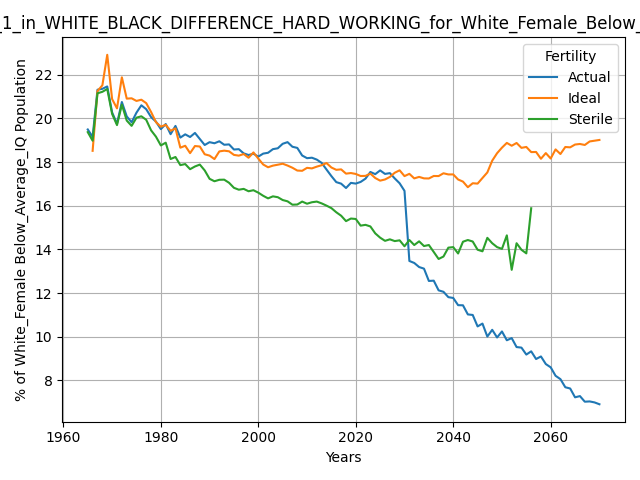 _1_in_WHITE_BLACK_DIFFERENCE_HARD_WORKING_for_White_Female_Below_
% of White_Female Below_Average_IQ Population
22
20
18
16
14
12
10
8
Fertility
Actual
Ideal
Sterile
1960
1980
2000
2020
2040
2060
Years